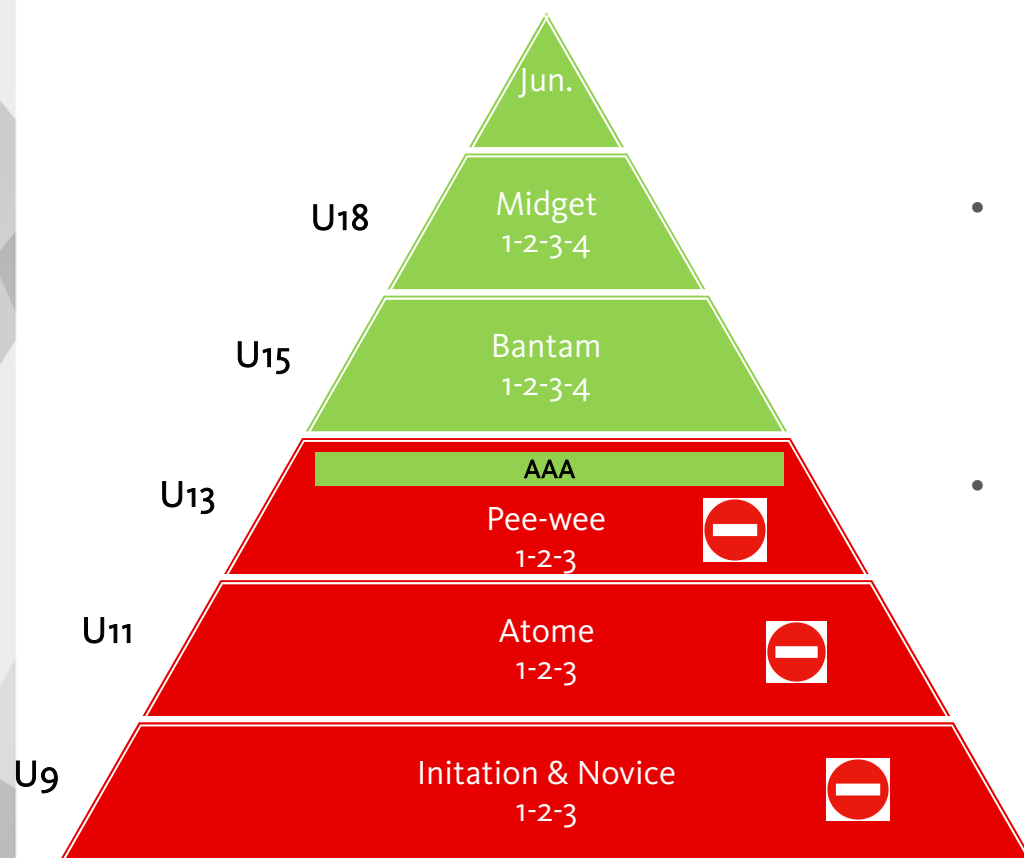 Jun.
U18
Midget
1-2-3-4
U15
Bantam
1-2-3-4
U13
AAA
Pee-wee
1-2-3
U11
Atome
1-2-3
U9
Initation & Novice
1-2-3